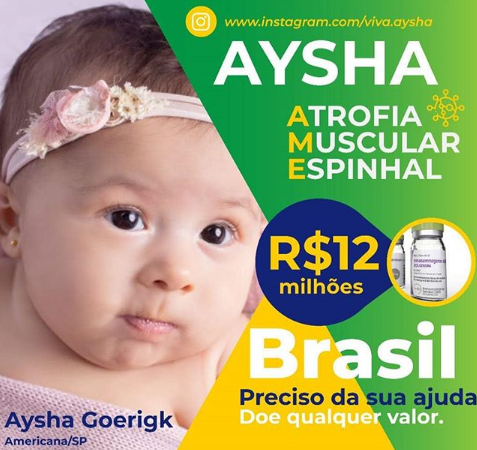 www.instagram.com/viva.aysha
AYSHA
ATROFIA
MUSCULAR
ESPINHAL
R$12
milhões
Brasil
Preciso da sua ajuda
Doe qualquer valor.
Aysha Goerigk
Americana/SP